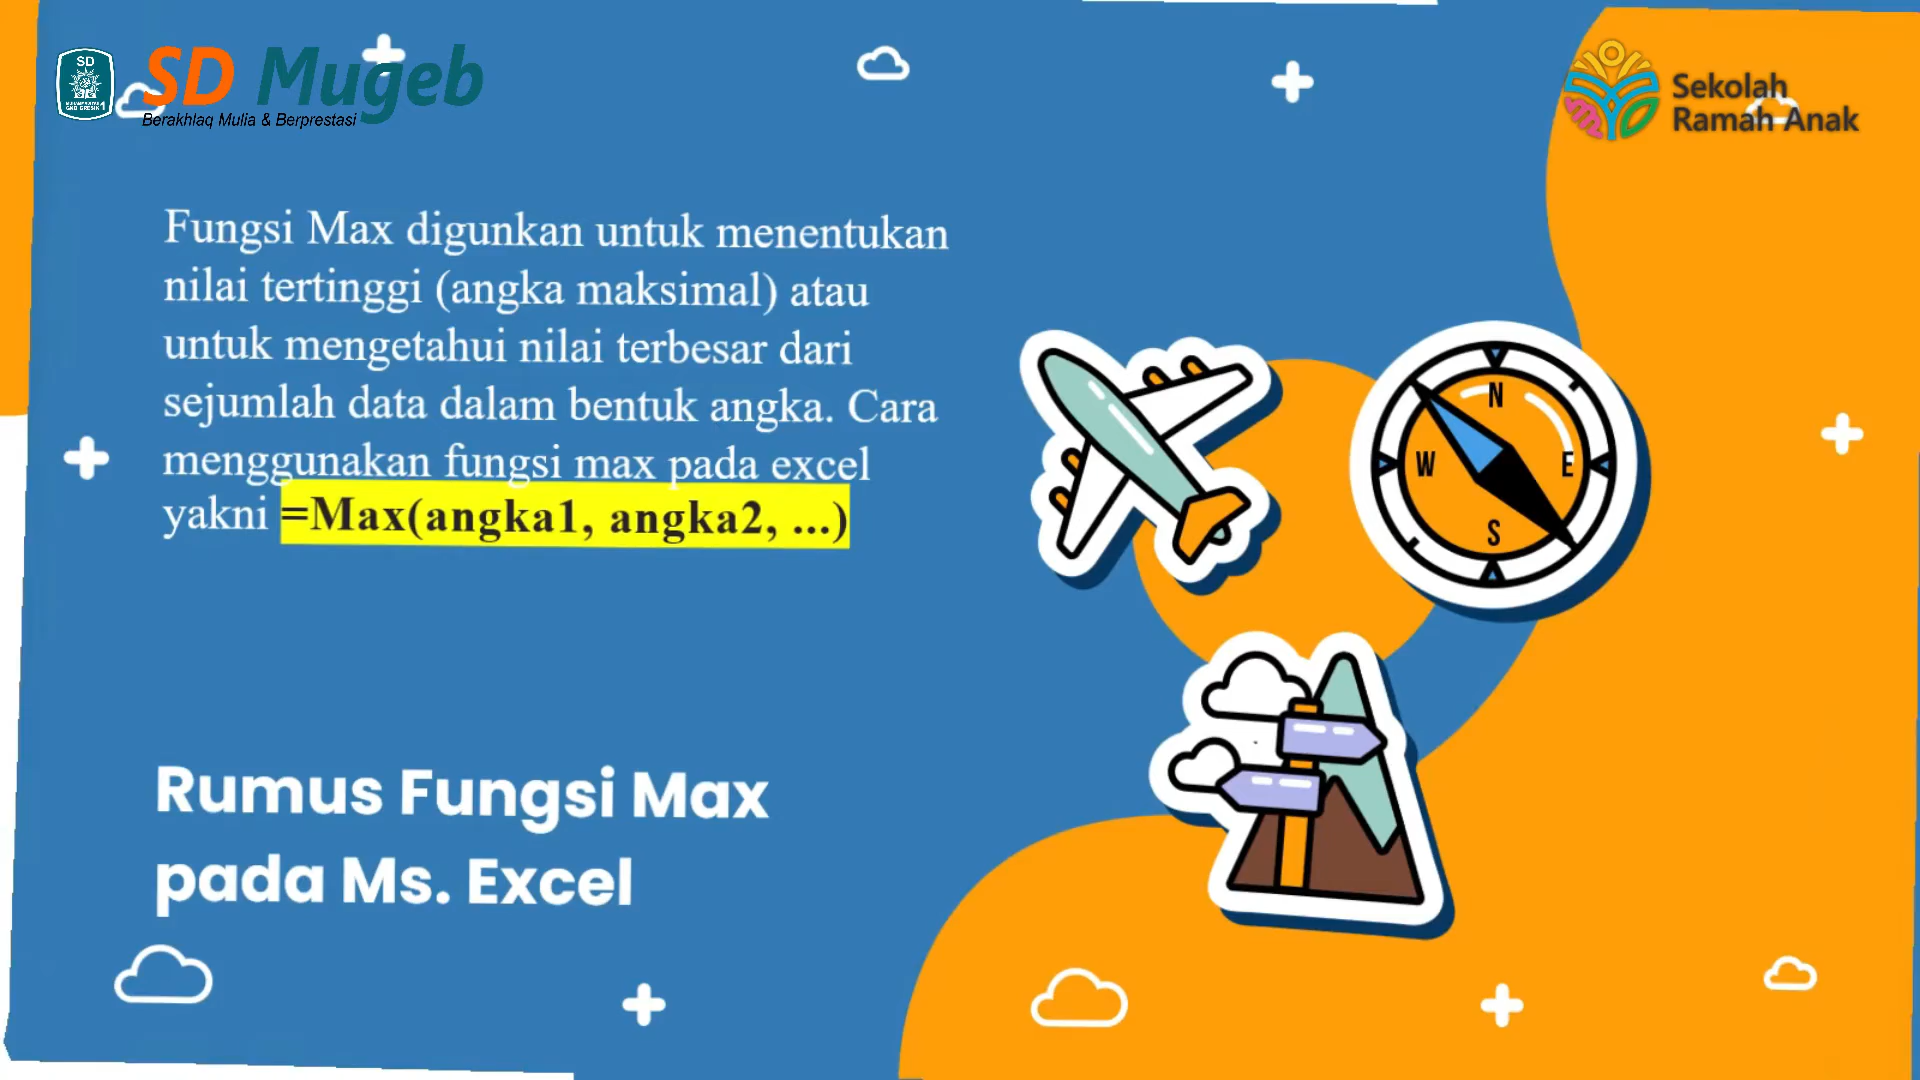 SD
SD Mugeb
Berakhlaq Mulia & Berprestasi
Sekolah
Ramah Anak
Fungsi Max digunkan untuk menentukan
nilai tertinggi (angka maksimal) atau
untuk mengetahui nilai terbesar dari
sejumlah data dalam bentuk angka. Cara
menggunakan fungsi max pada excel
yakni =Max(angka1, angka2, ...)
N
W E
S
Rumus Fungsi Max
pada Ms. Excel